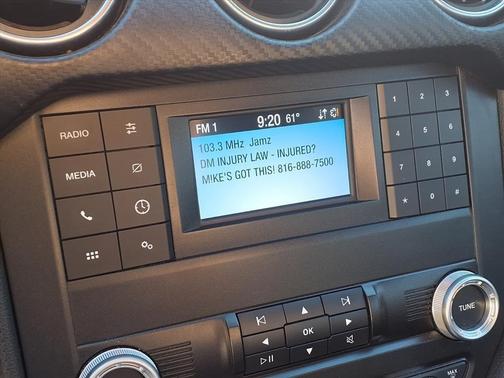 FM 1 9:20 61°
103.3 MHz Jamz
DM INJURY LAW - INJURED?
MIKE'S GOT THIS! 816-888-7500
RADIO
MEDIA
1 2 3
4 5 6
7 8 9
* 0 #
OK
TUNE
MAX